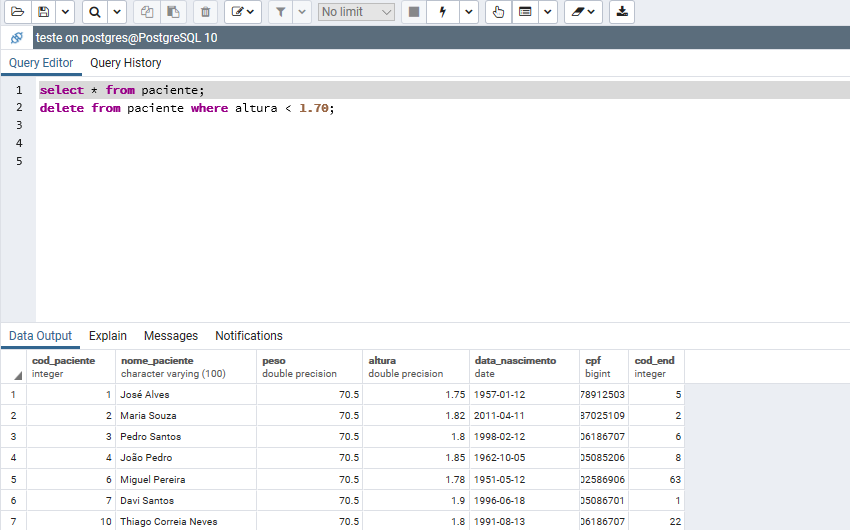 No limit
teste on postgres@PostgreSQL 10
Query Editor Query History
1 select * from paciente;
2 delete from paciente where altura < 1.70;
3
4
5
Data Output Explain Messages Notifications
cod_paciente nome_paciente peso altura data_nascimento cpf cod_end
integer character varying (100) double precision double precision date bigint integer
1 1 José Alves 70.5 1.75 1957-01-12 78912503 5
2 2 Maria Souza 70.5 1.82 2011-04-11 87025109 2
3 3 Pedro Santos 70.5 1.8 1998-02-12 06186707 6
4 4 João Pedro 70.5 1.85 1962-10-05 05085206 8
5 6 Miguel Pereira 70.5 1.78 1951-05-12 02586906 63
6 7 Davi Santos 70.5 1.9 1996-06-18 05086701 1
7 10 Thiago Correia Neves 70.5 1.8 1991-08-13 06186707 22